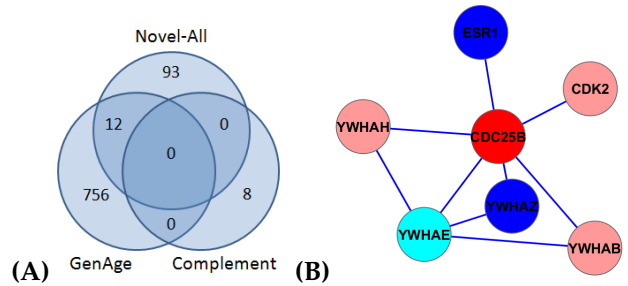 Novel-All
93
12
0
0
756
0
8
(A)
GenAge
Complement
(B)
ESR1
CDK2
YWHAH
CDC25B
YWHAZ
YWHAE
YWHAB